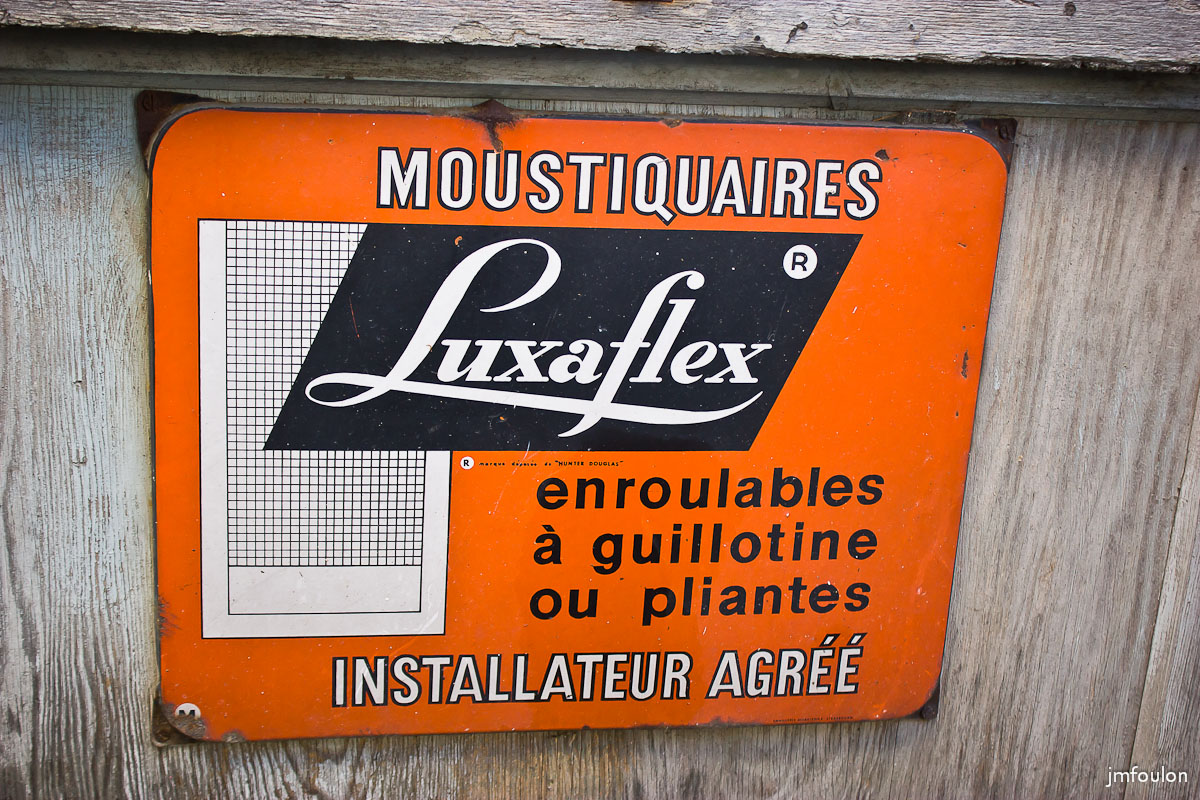 MOUSTIQUAIRES
Luxaflex ®
® marque déposée de "HUNTER DOUGLAS"
enroulables
à guillotine
ou pliantes
INSTALLATEUR AGRÉÉ
M
jmfoulon